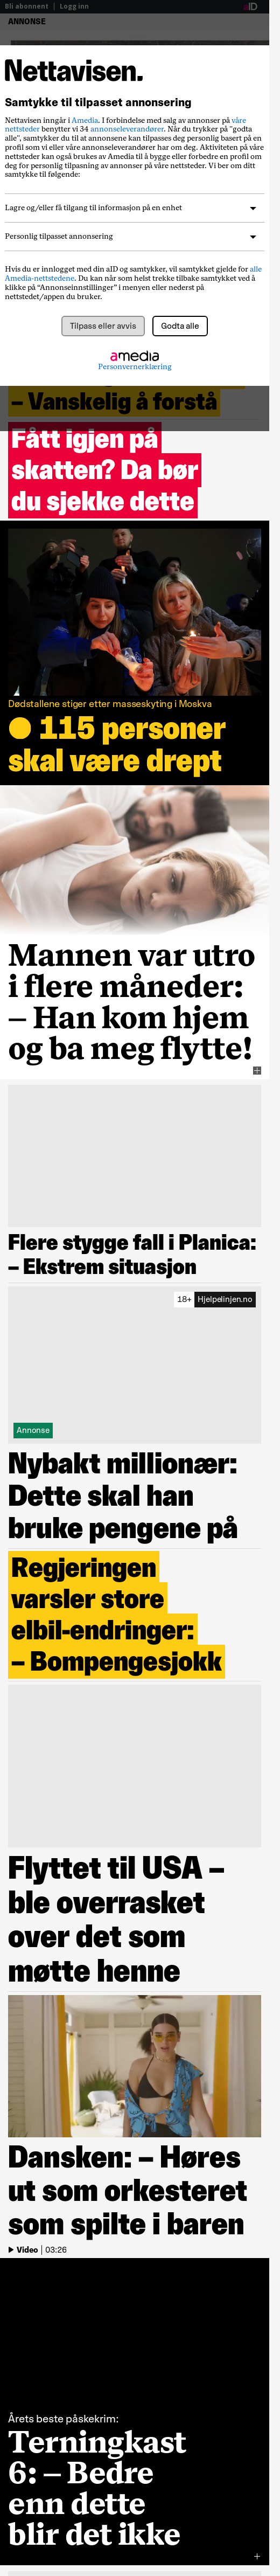 Bli abonnent | Logg inn
aID
ANNONSE
Nettavisen.
Samtykke til tilpasset annonsering
Nettavisen inngår i Amedia. I forbindelse med salg av annonser på våre
nettsteder benytter vi 34 annonseleverandører. Når du trykker på "godta
alle", samtykker du til at annonsene kan tilpasses deg personlig basert på en
profil som vi eller våre annonseleverandører har om deg. Aktiviteten på våre
nettsteder kan også brukes av Amedia til å bygge eller forbedre en profil om
deg for personlig tilpasning av annonser på våre nettsteder. Vi ber om ditt
samtykke til følgende:
Lagre og/eller få tilgang til informasjon på en enhet
Personlig tilpasset annonsering
Hvis du er innlogget med din aID og samtykker, vil samtykket gjelde for alle
Amedia-nettstedene. Du kan når som helst trekke tilbake samtykket ved å
klikke på “Annonseinnstillinger” i menyen eller nederst på
nettstedet/appen du bruker.
Tilpass eller avvis
Godta alle
amedia
Personvernerklæring
– Vanskelig å forstå
Fått igjen på
skatten? Da bør
du sjekke dette
Dødstallene stiger etter masseskyting i Moskva
115 personer
skal være drept
Mannen var utro
i flere måneder:
– Han kom hjem
og ba meg flytte!
Flere stygge fall i Planica:
– Ekstrem situasjon
18+ Hjelpelinjen.no
Annonse
Nybakt millionær:
Dette skal han
bruke pengene på
Regjeringen
varsler store
elbil-endringer:
– Bompengesjokk
Flyttet til USA –
ble overrasket
over det som
møtte henne
Dansken: – Høres
ut som orkesteret
som spilte i baren
Video | 03:26
Årets beste påskekrim:
Terningkast
6: – Bedre
enn dette
blir det ikke